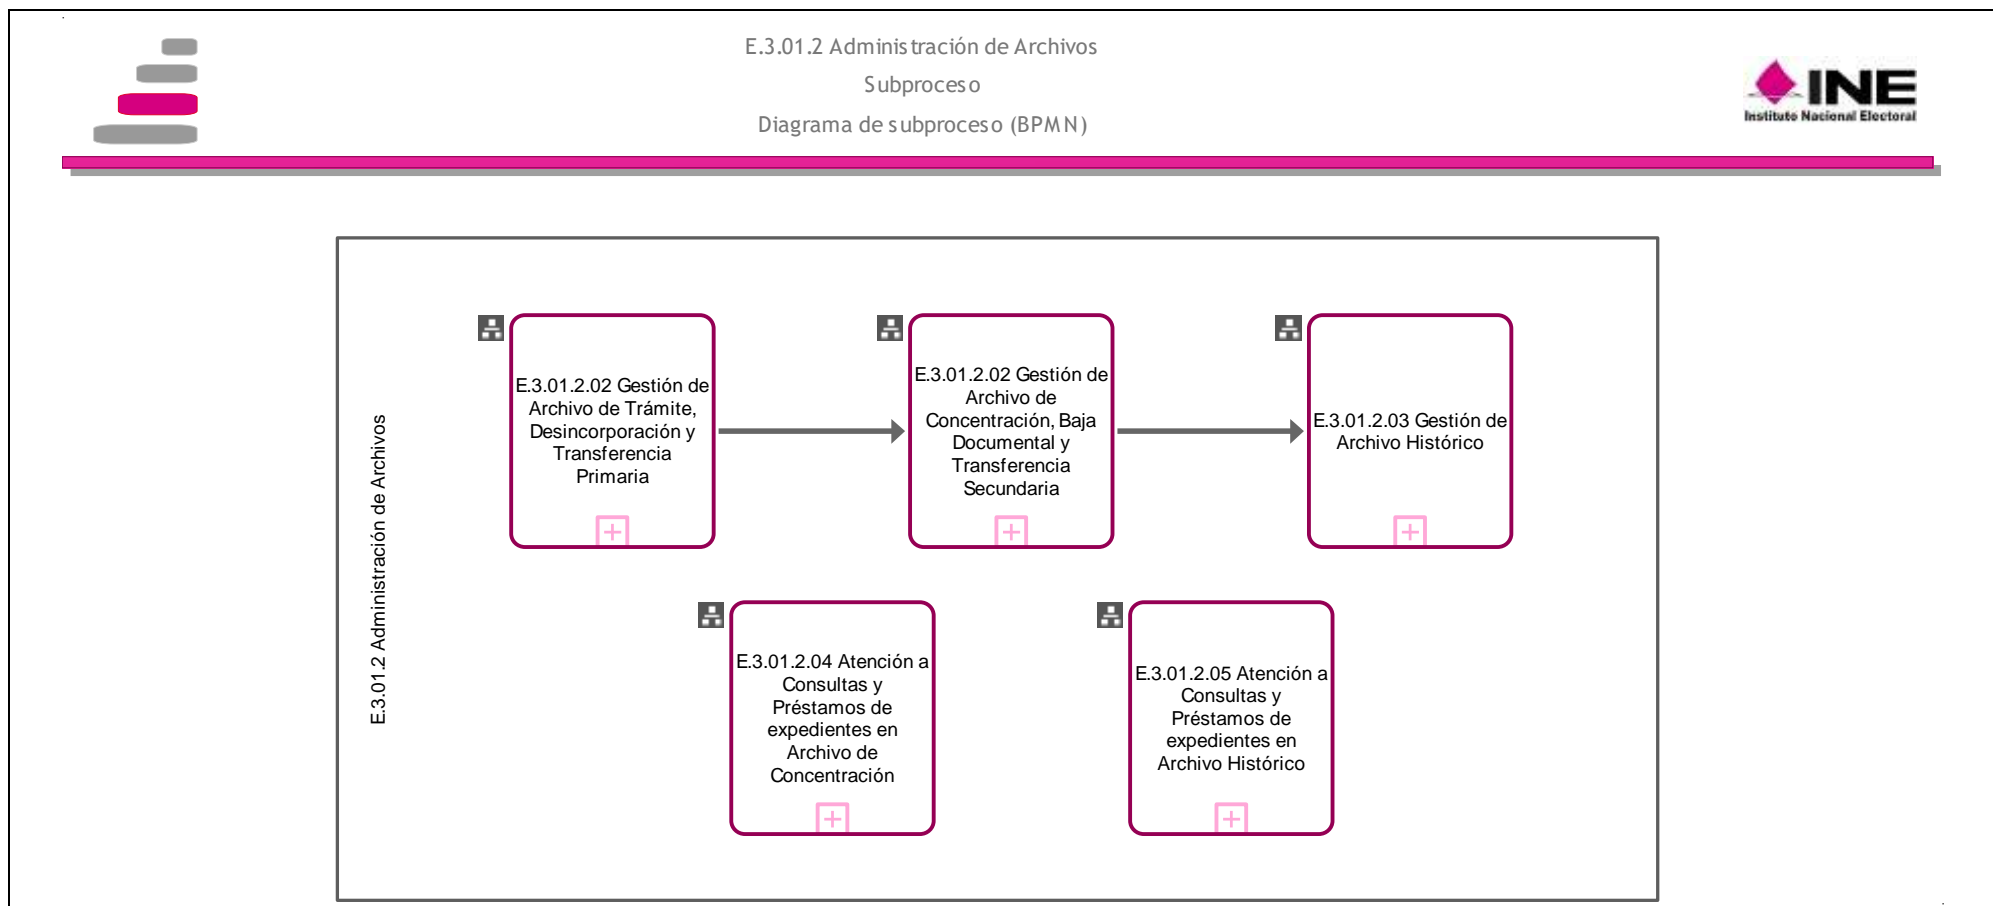 E.3.01.2 Administración de Archivos
Subproceso
Diagrama de subproceso (BPMN)
INE
Instituto Nacional Electoral
E.3.01.2 Administración de Archivos
E.3.01.2.02 Gestión de
Archivo de Trámite,
Desincorporación y
Transferencia
Primaria
E.3.01.2.02 Gestión de
Archivo de
Concentración, Baja
Documental y
Transferencia
Secundaria
E.3.01.2.03 Gestión de
Archivo Histórico
E.3.01.2.04 Atención a
Consultas y
Préstamos de
expedientes en
Archivo de
Concentración
E.3.01.2.05 Atención a
Consultas y
Préstamos de
expedientes en
Archivo Histórico